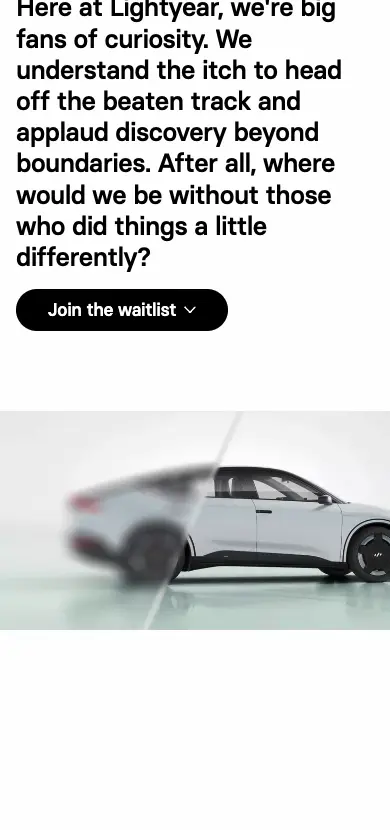 Here at Lightyear, we're big
fans of curiosity. We
understand the itch to head
off the beaten track and
applaud discovery beyond
boundaries. After all, where
would we be without those
who did things a little
differently?
Join the waitlist